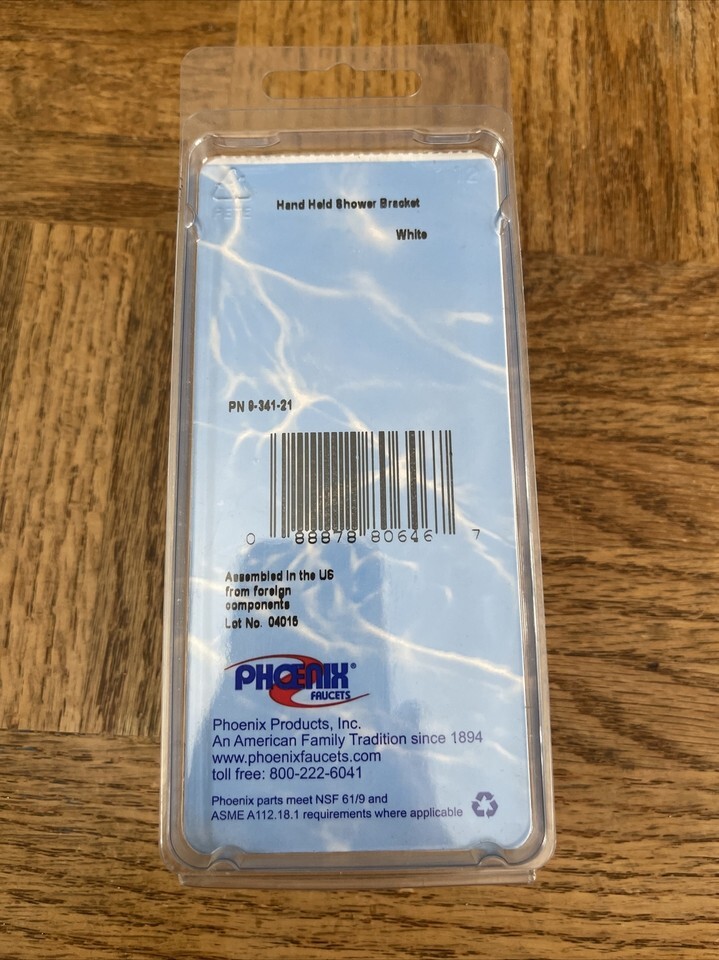 PETE
Hand Held Shower Bracket
White
PN 9-341-21
0 88878 80646 7
Assembled in the US
from foreign
components
Lot No. 04016
PHOENIX®
FAUCETS
Phoenix Products, Inc.
An American Family Tradition since 1894
www.phoenixfaucets.com
toll free: 800-222-6041
Phoenix parts meet NSF 61/9 and
ASME A112.18.1 requirements where applicable